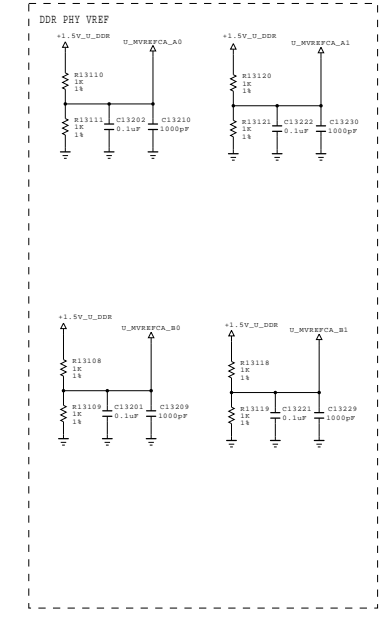 DDR PHY VREF
+1.5V_U_DDR
U_MVREFCA_A0
R13110
1K
1%
R13111
1K
1%
C13202
0.1uF
C13210
1000pF
+1.5V_U_DDR
U_MVREFCA_A1
R13120
1K
1%
R13121
1K
1%
C13222
0.1uF
C13230
1000pF
+1.5V_U_DDR
U_MVREFCA_B0
R13108
1K
1%
R13109
1K
1%
C13201
0.1uF
C13209
1000pF
+1.5V_U_DDR
U_MVREFCA_B1
R13118
1K
1%
R13119
1K
1%
C13221
0.1uF
C13229
1000pF